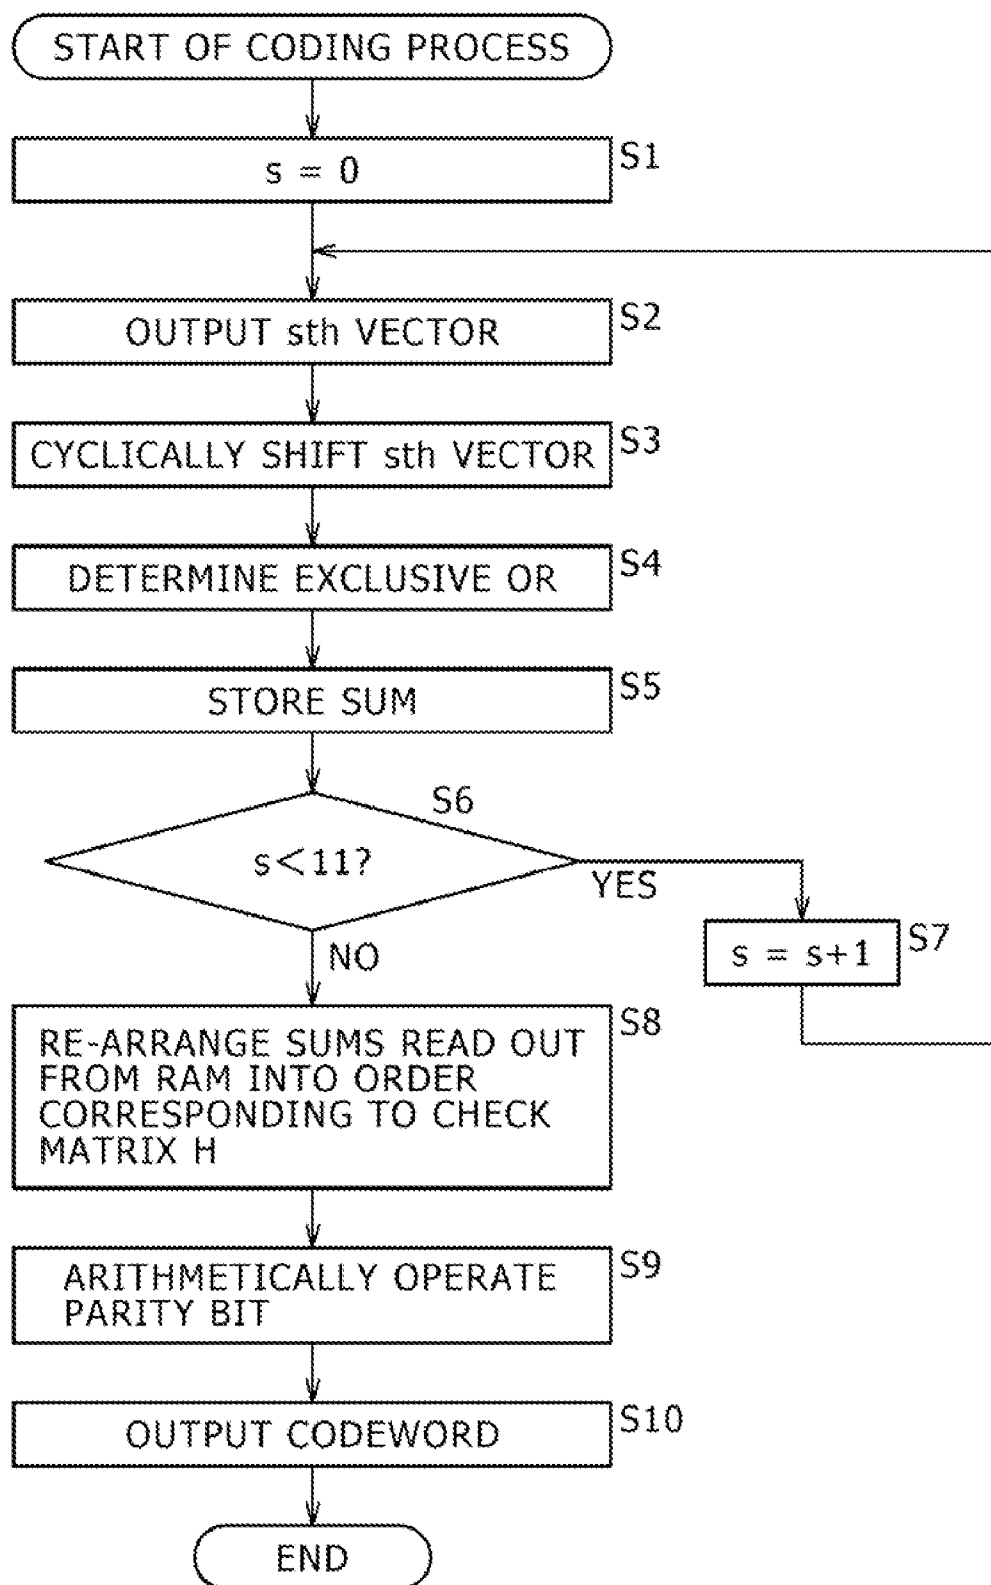 START OF CODING PROCESS
s = 0
S1
OUTPUT sth VECTOR
S2
CYCLICALLY SHIFT sth VECTOR
S3
DETERMINE EXCLUSIVE OR
S4
STORE SUM
S5
S6
s<11?
YES
NO
s = s+1
S7
RE-ARRANGE SUMS READ OUT
FROM RAM INTO ORDER
CORRESPONDING TO CHECK
MATRIX H
S8
ARITHMETICALLY OPERATE
PARITY BIT
S9
OUTPUT CODEWORD
S10
END